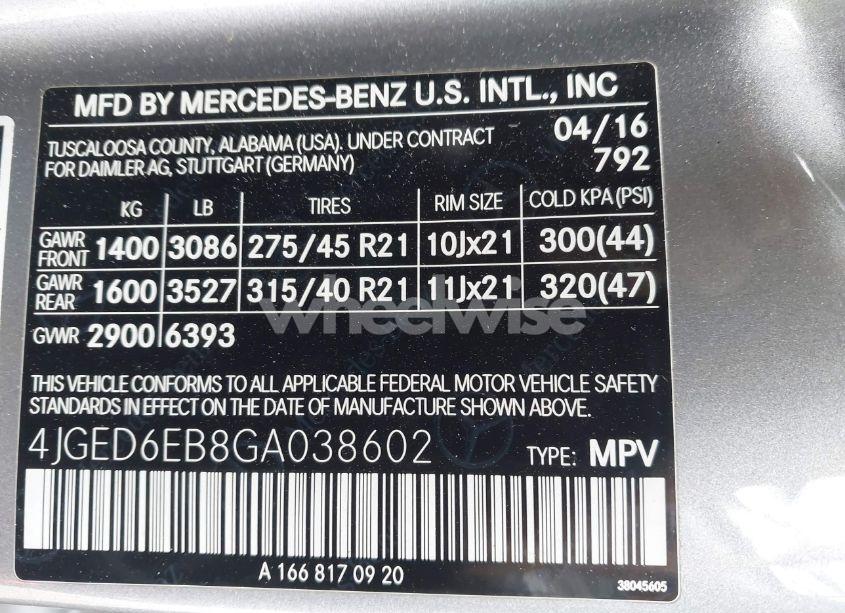 MFD BY MERCEDES-BENZ U.S. INTL., INC
TUSCALOOSA COUNTY, ALABAMA (USA). UNDER CONTRACT
FOR DAIMLER AG, STUTTGART (GERMANY)
04/16
792
KG LB TIRES RIM SIZE COLD KPA (PSI)
GAWR FRONT 1400 3086 275/45 R21 10Jx21 300(44)
GAWR REAR 1600 3527 315/40 R21 11Jx21 320(47)
GVWR 2900 6393
wheelwise
THIS VEHICLE CONFORMS TO ALL APPLICABLE FEDERAL MOTOR VEHICLE SAFETY
STANDARDS IN EFFECT ON THE DATE OF MANUFACTURE SHOWN ABOVE.
4JGED6EB8GA038602 TYPE: MPV
A 166 817 09 20
38045605